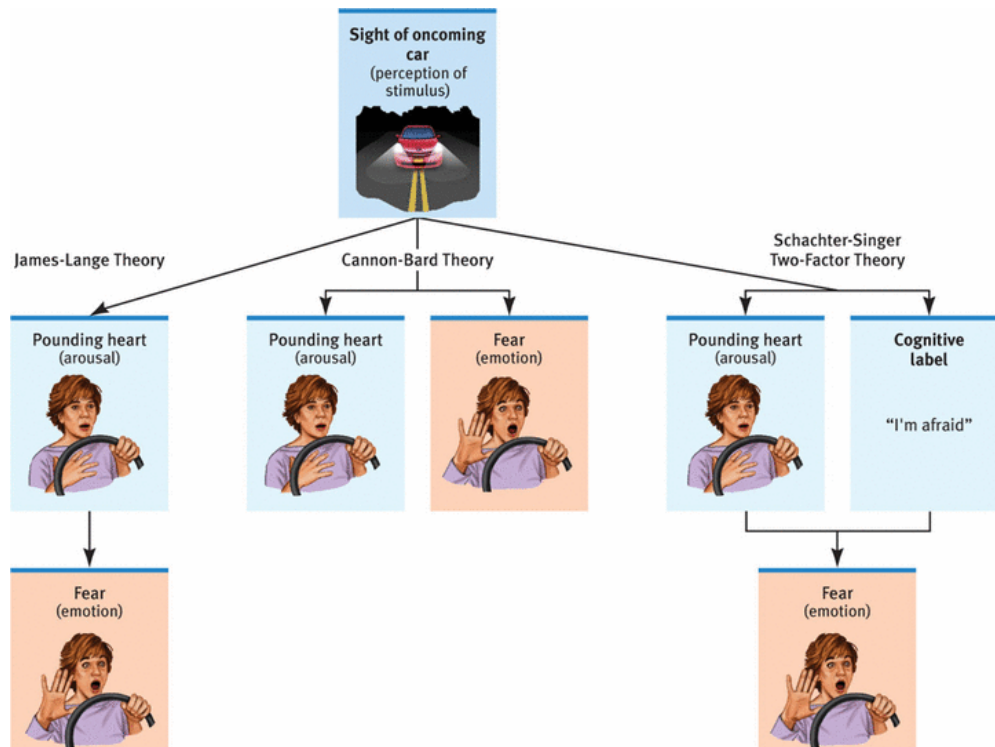 Sight of oncoming
car
(perception of
stimulus)
James-Lange Theory
Cannon-Bard Theory
Schachter-Singer
Two-Factor Theory
Pounding heart
(arousal)
Pounding heart
(arousal)
Fear
(emotion)
Pounding heart
(arousal)
Cognitive
label
“I'm afraid”
Fear
(emotion)
Fear
(emotion)